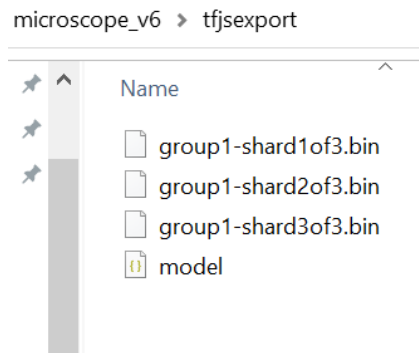 microscope_v6 > tfjsexport
Name
group1-shard1of3.bin
group1-shard2of3.bin
group1-shard3of3.bin
model